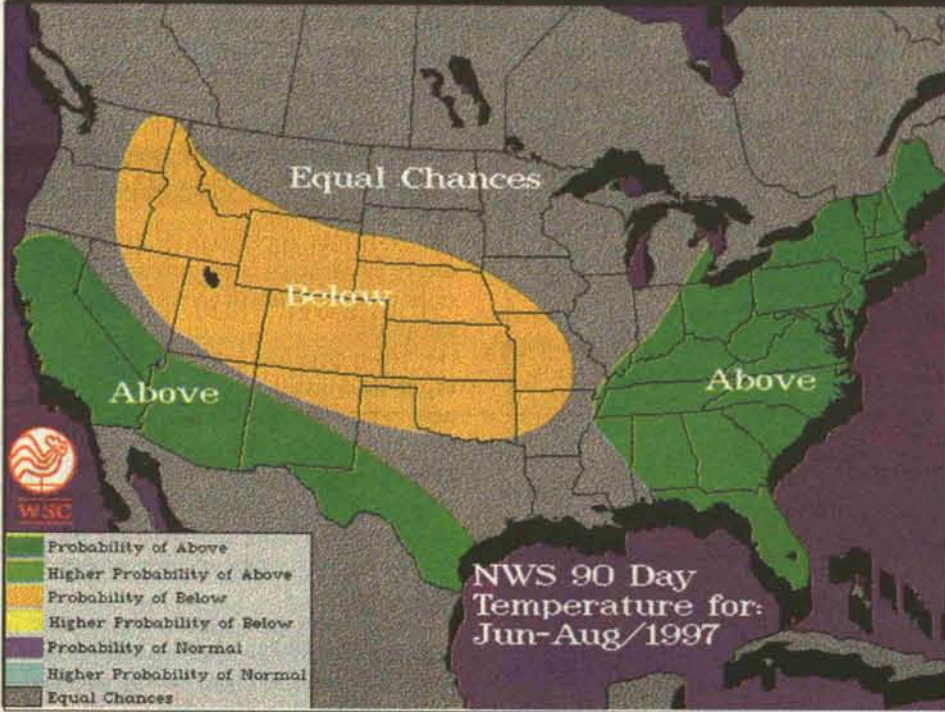 Equal Chances
Below
Above
Above
WSC
NWS 90 Day
Temperature for:
Jun-Aug/1997
Probability of Above
Higher Probability of Above
Probability of Below
Higher Probability of Below
Probability of Normal
Higher Probability of Normal
Equal Chances